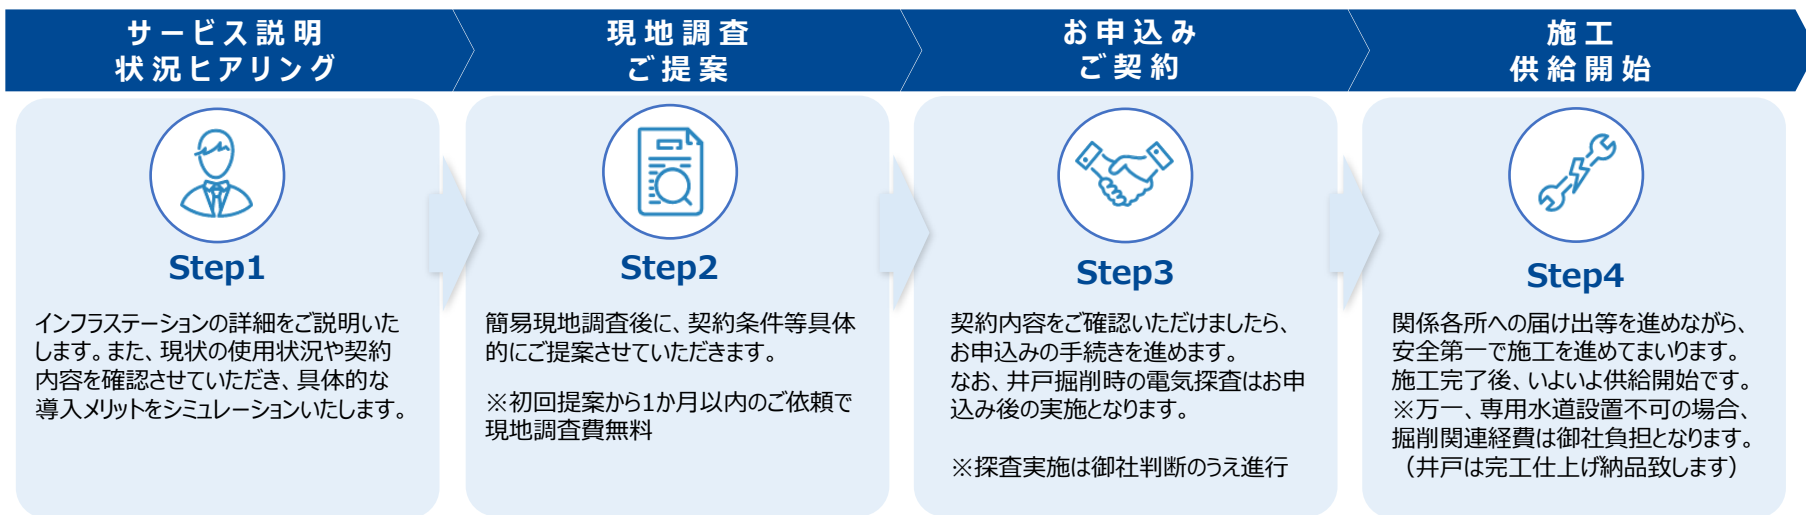 サービス説明
状況ヒアリング
現地調査
ご提案
お申込み
ご契約
施工
供給開始
Step1
インフラステーションの詳細をご説明いた
します。また、現状の使用状況や契約
内容を確認させていただき、具体的な
導入メリットをシミュレーションいたします。
Step2
簡易現地調査後に、契約条件等具体
的にご提案させていただきます。
※初回提案から1か月以内のご依頼で
現地調査費無料
Step3
契約内容をご確認いただけましたら、
お申込みの手続きを進めます。
なお、井戸掘削時の電気探査はお申
込み後の実施となります。
※探査実施は御社判断のうえ進行
Step4
関係各所への届け出等を進めながら、
安全第一で施工を進めてまいります。
施工完了後、いよいよ供給開始です。
※万一、専用水道設置不可の場合、
掘削関連経費は御社負担となります。
（井戸は完工仕上げ納品致します）